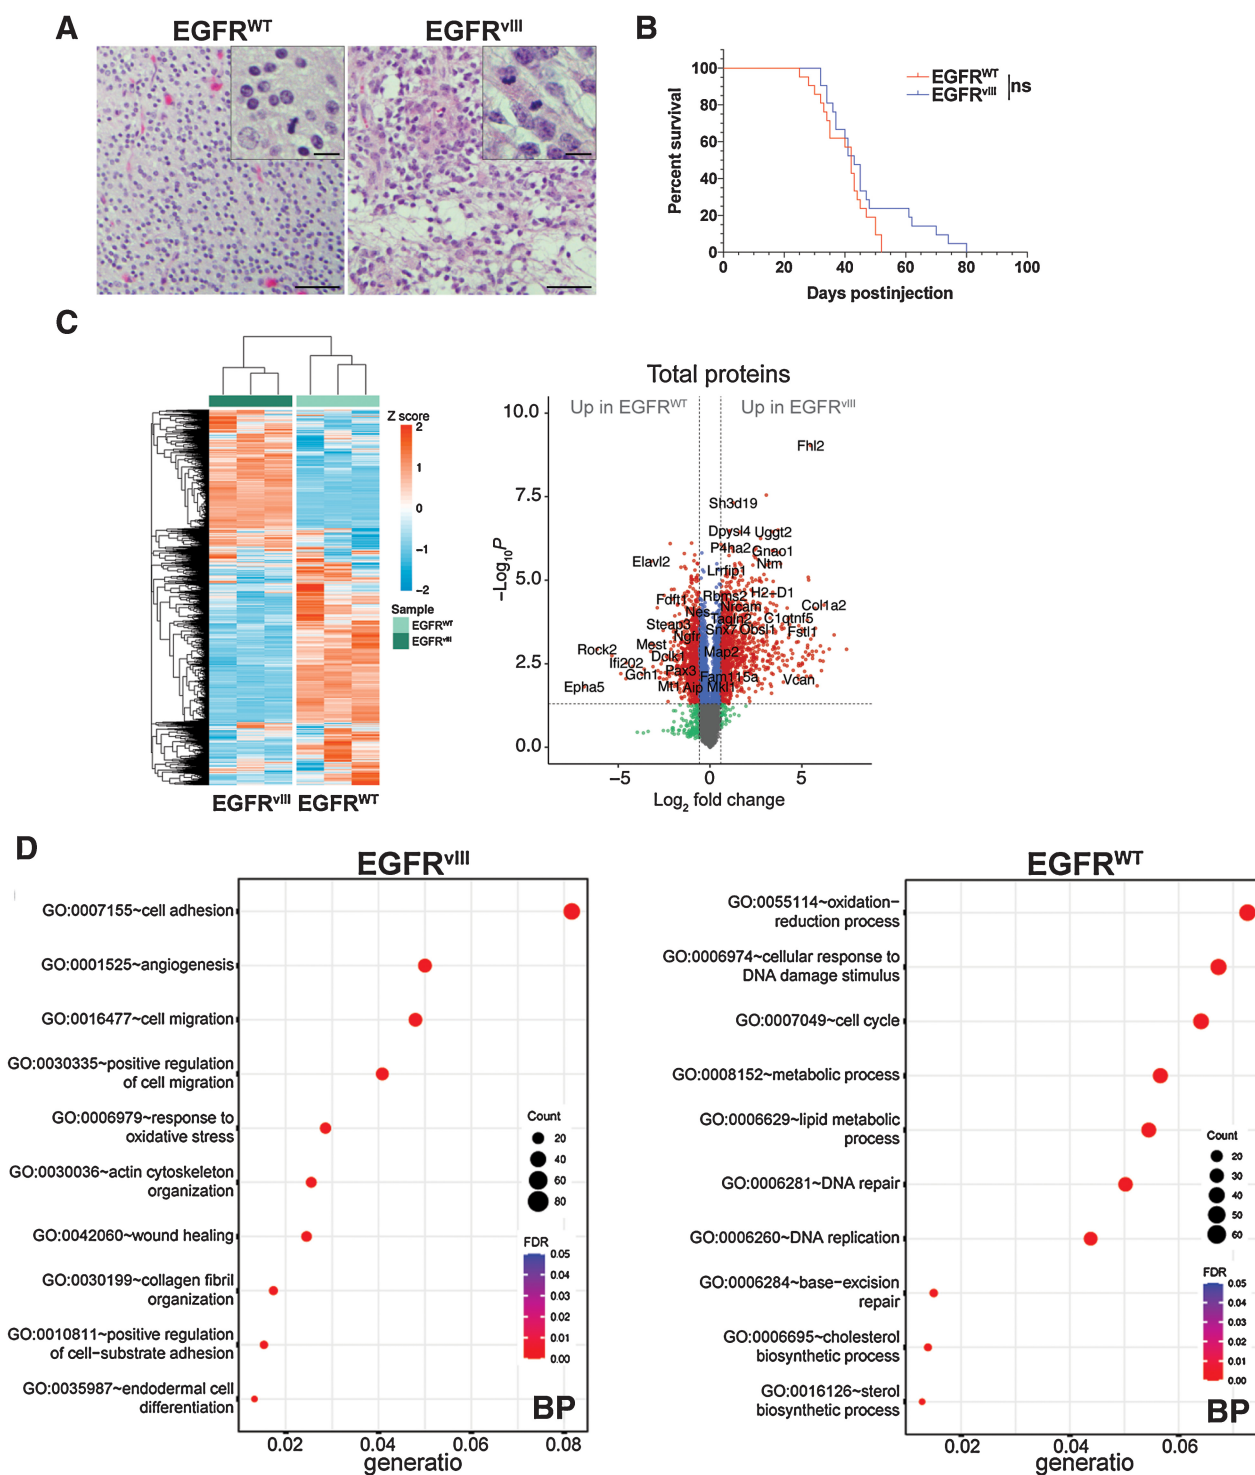 A
EGFRWT
EGFRvIII
B
100
80
60
40
20
0
Percent survival
0 20 40 60 80 100
Days postinjection
EGFRWT
EGFRvIII
ns
C
Z score
2
1
0
−1
−2
Sample
EGFRWT
EGFRvIII
EGFRvIII EGFRWT
Total proteins
Up in EGFRWT
Up in EGFRvIII
10.0
7.5
5.0
2.5
0.0
−Log10P
Fhl2
Sh3d19
Dpysl4 Uggt2
P4ha2 Gnao1
Elavl2
Ntm
Lrrfip1
Fdft1 Rbms2 H2−D1
Nes Nrcam Col1a2
Steap3 Tagln2 C1qtnf5
Ngfr Snx7 Obsl1 Fstl1
Rock2 Mest
Map2
Ifi202 Dclk1
Gch1 Pax3 Fam115a
Epha5 Mt1 Aip Mkl1 Vcan
−5 0 5
Log2 fold change
D
EGFRvIII
GO:0007155~cell adhesion
GO:0001525~angiogenesis
GO:0016477~cell migration
GO:0030335~positive regulation
of cell migration
GO:0006979~response to
oxidative stress
GO:0030036~actin cytoskeleton
organization
GO:0042060~wound healing
GO:0030199~collagen fibril
organization
GO:0010811~positive regulation
of cell−substrate adhesion
GO:0035987~endodermal cell
differentiation
Count
20
40
60
80
FDR
0.05
0.04
0.03
0.02
0.01
0.00
BP
0.02 0.04 0.06 0.08
generatio
EGFRWT
GO:0055114~oxidation−
reduction process
GO:0006974~cellular response to
DNA damage stimulus
GO:0007049~cell cycle
GO:0008152~metabolic process
GO:0006629~lipid metabolic
process
GO:0006281~DNA repair
GO:0006260~DNA replication
GO:0006284~base−excision
repair
GO:0006695~cholesterol
biosynthetic process
GO:0016126~sterol
biosynthetic process
Count
20
30
40
50
60
FDR
0.05
0.04
0.03
0.02
0.01
0.00
BP
0.02 0.04 0.06
generatio